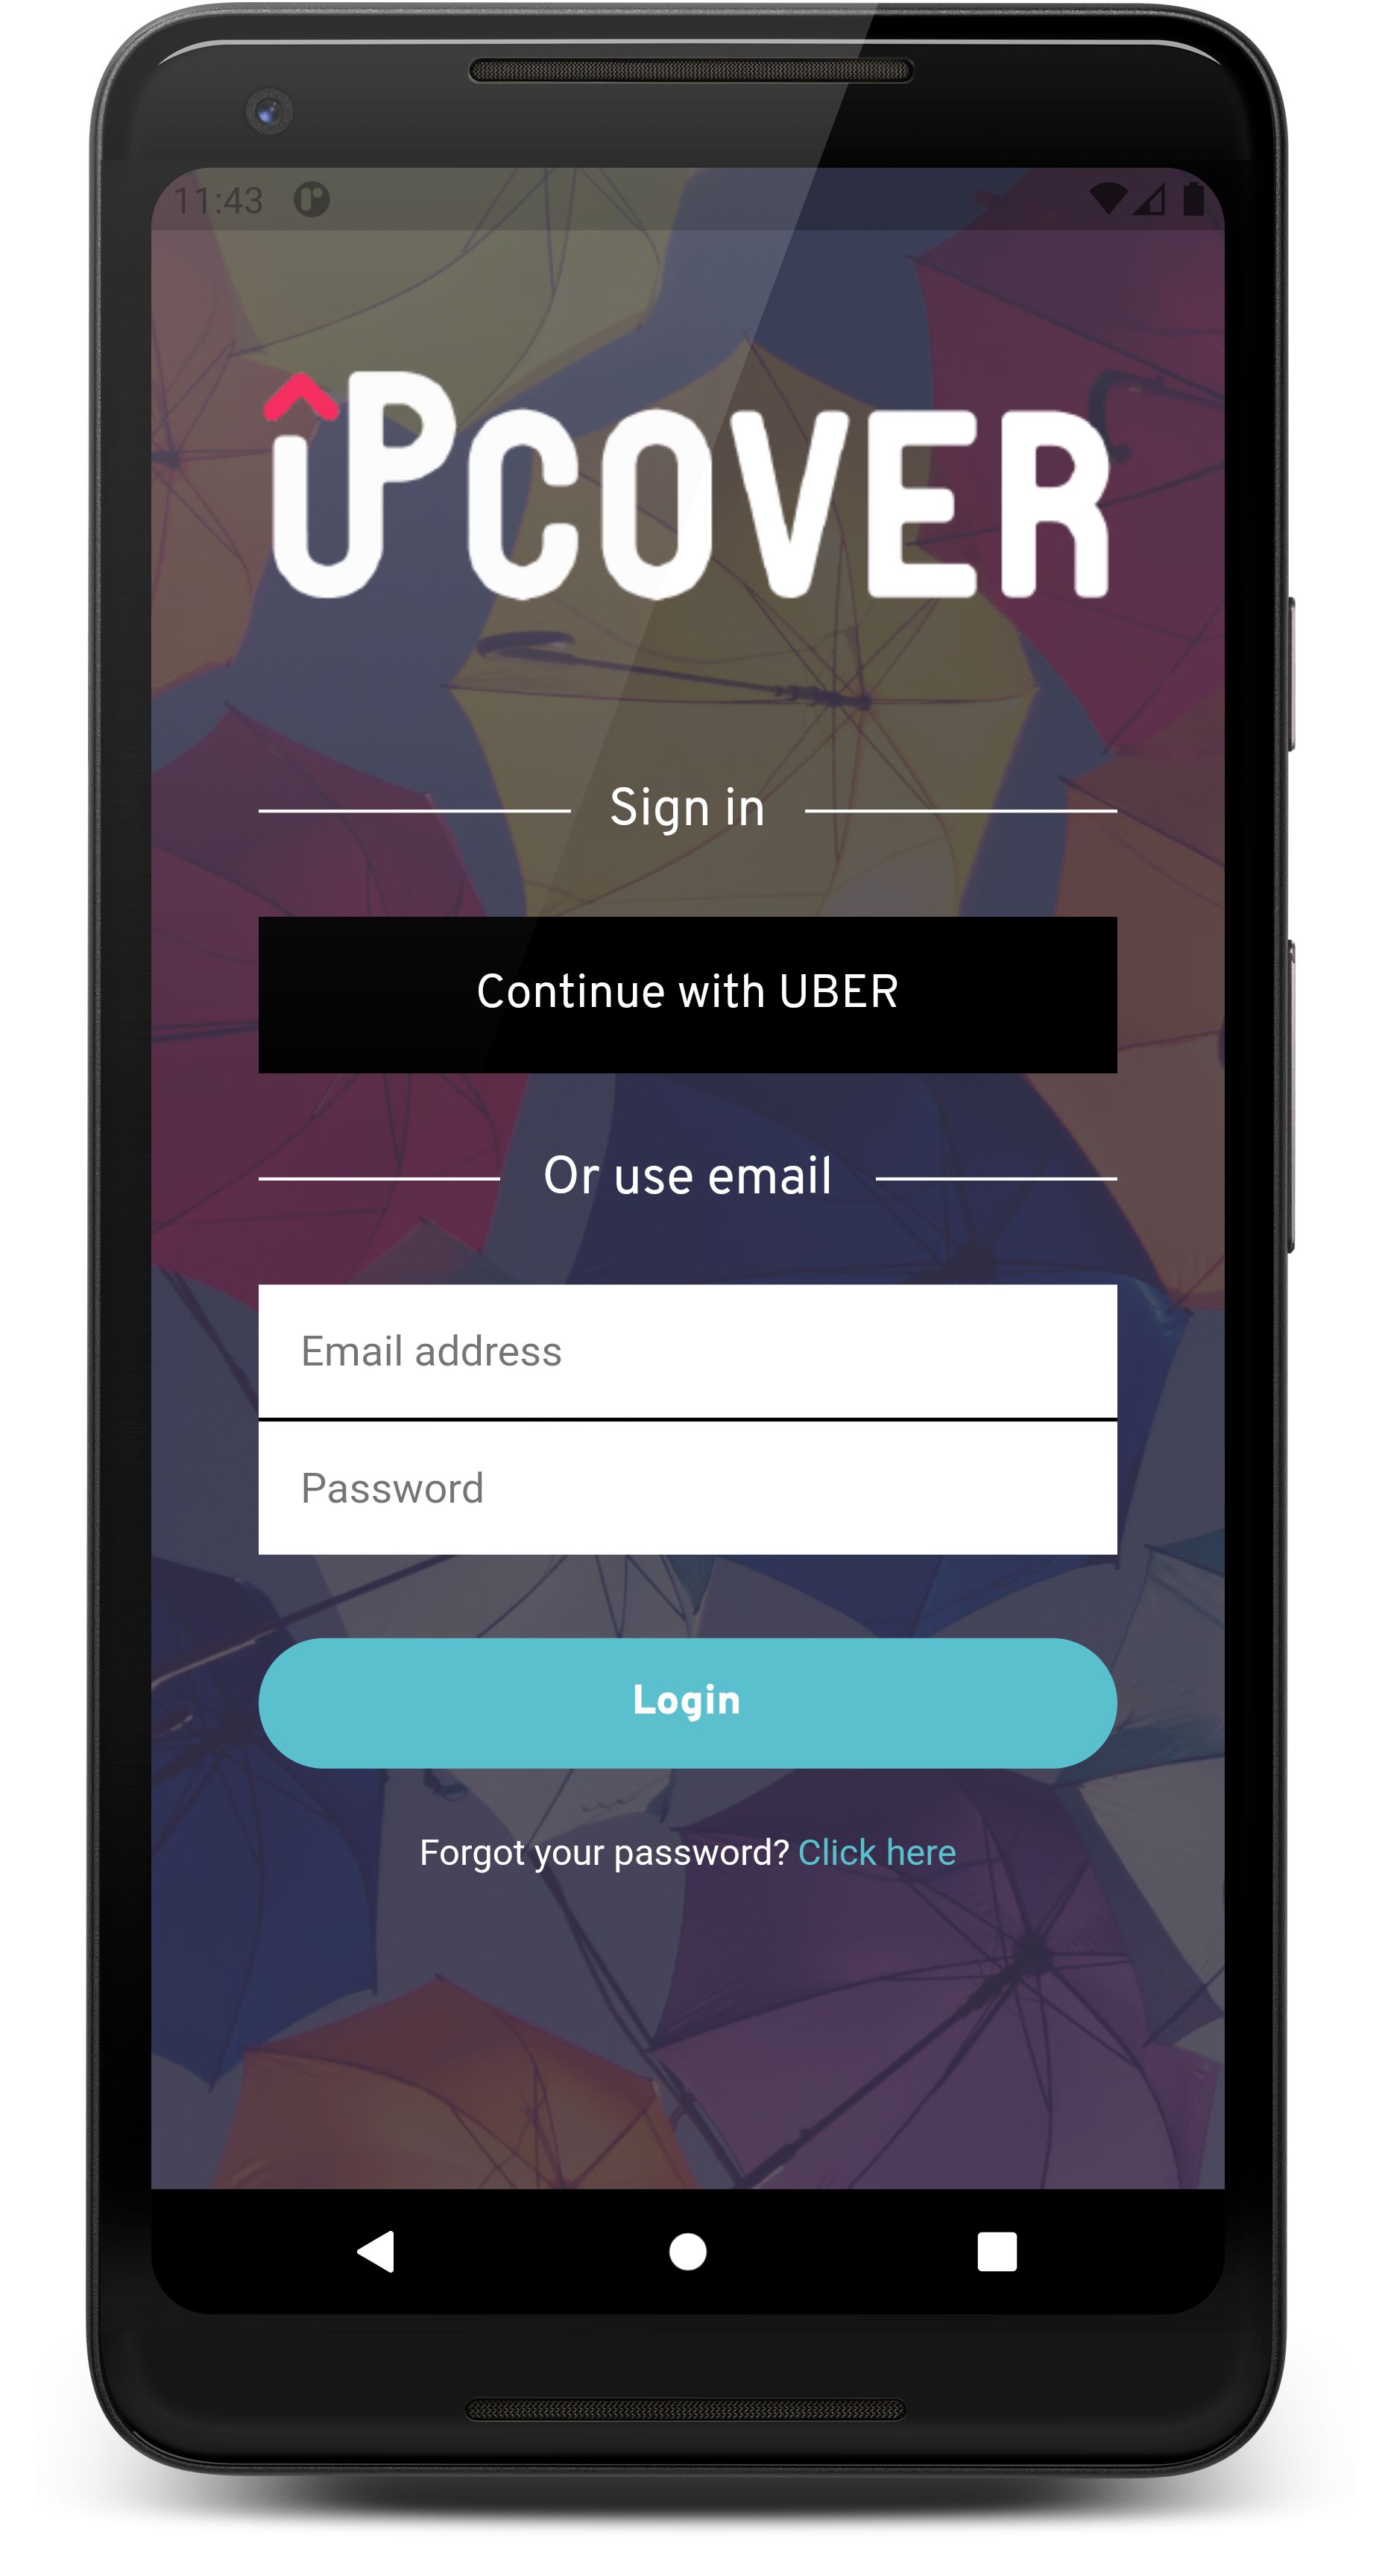 11:43
UPCOVER
Sign in
Continue with UBER
Or use email
Email address
Password
Login
Forgot your password? Click here